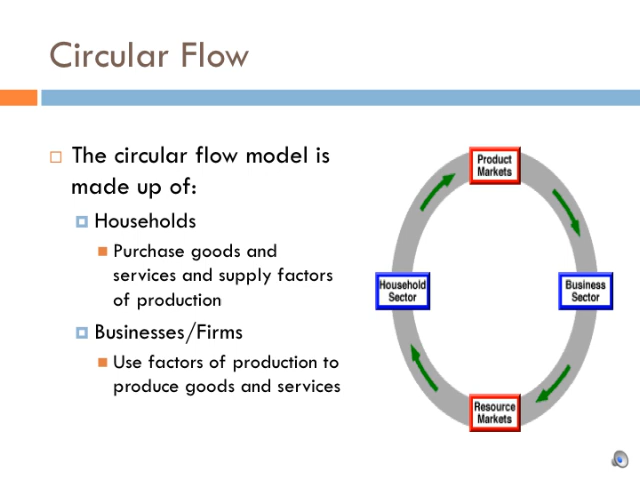 Circular Flow
The circular flow model is
made up of:
Households
Purchase goods and
services and supply factors
of production
Businesses/Firms
Use factors of production to
produce goods and services
Product
Markets
Household
Sector
Business
Sector
Resource
Markets